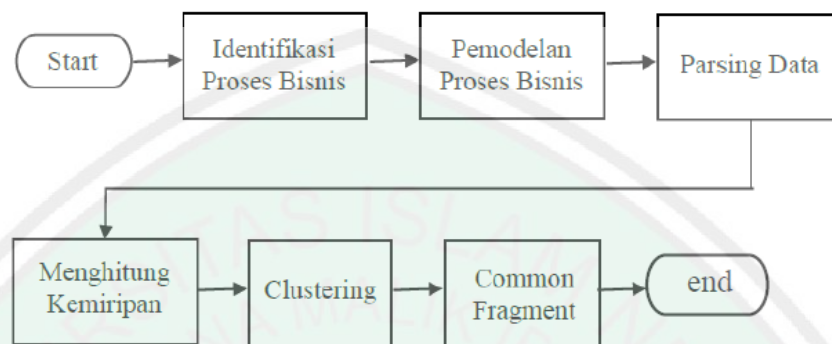 Start
Identifikasi
Proses Bisnis
Pemodelan
Proses Bisnis
Parsing Data
Menghitung
Kemiripan
Clustering
Common
Fragment
end